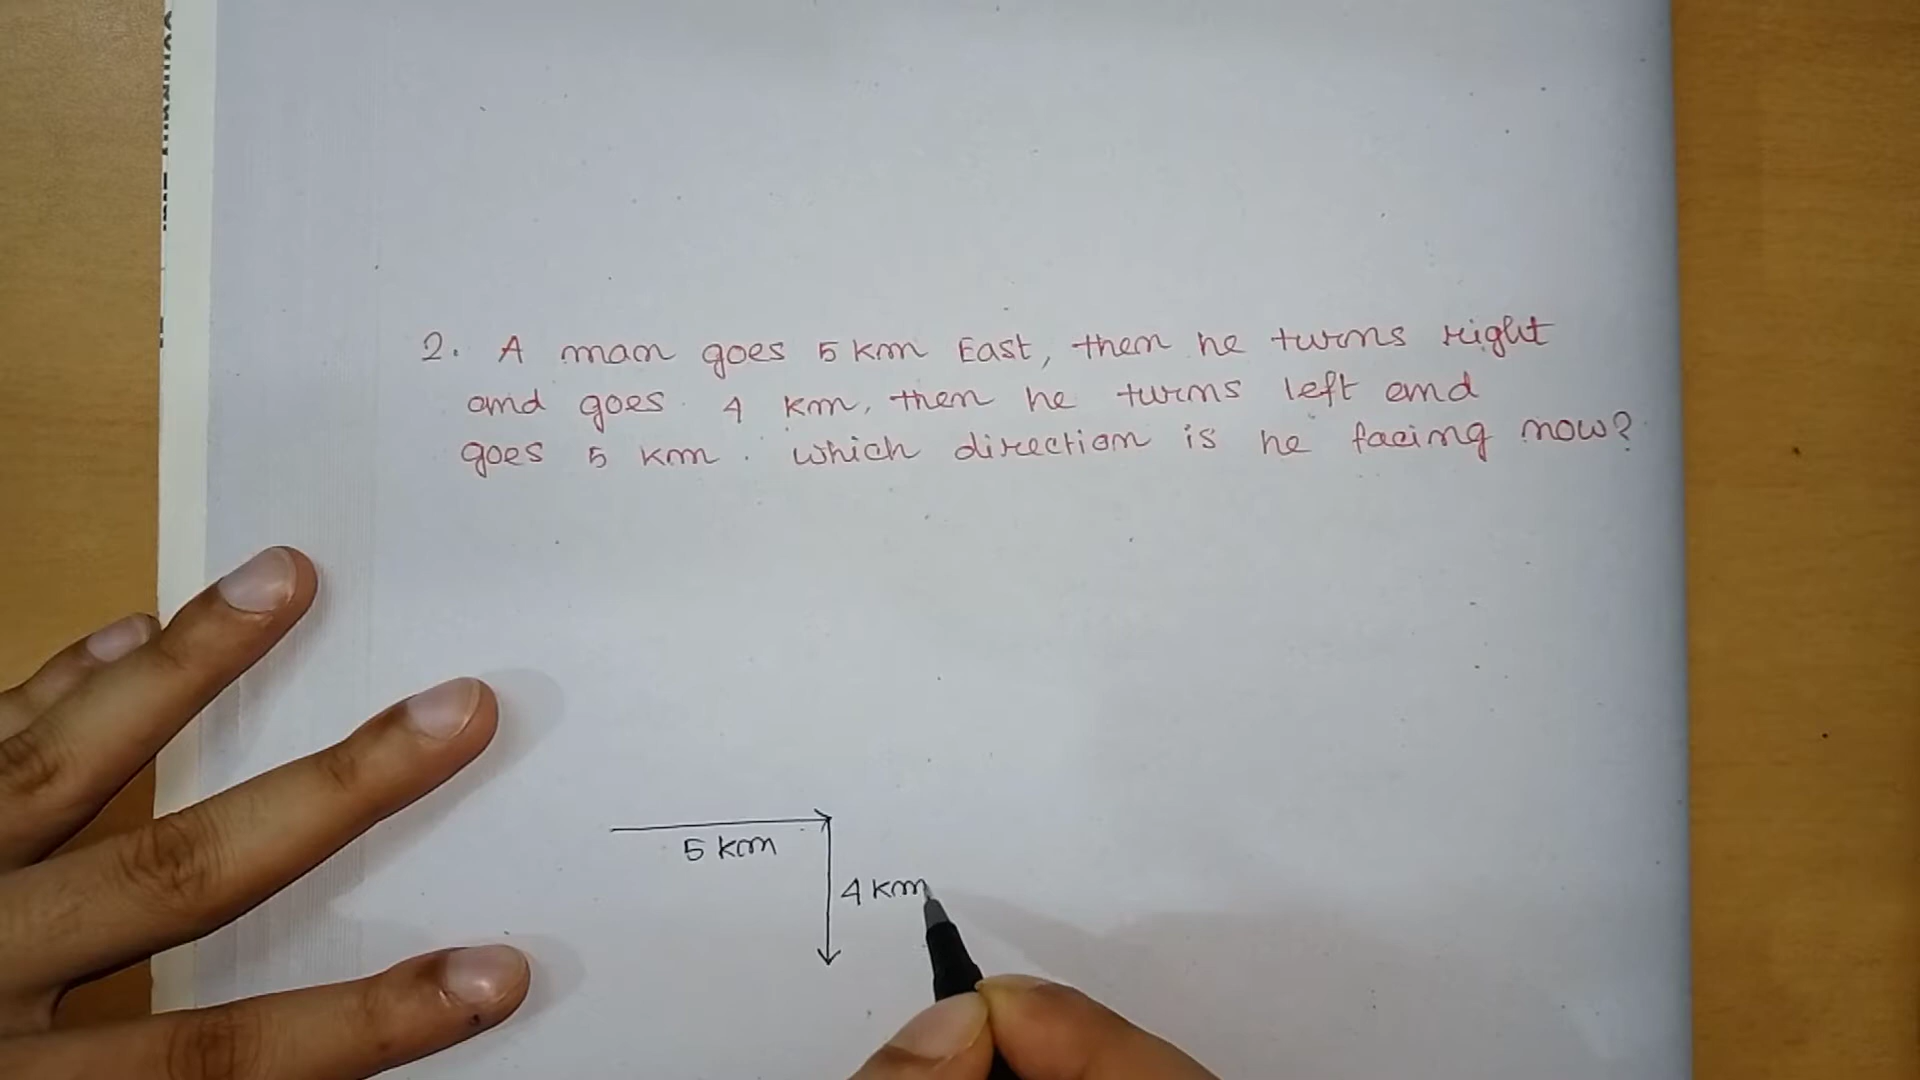 2. A man goes 5 km East, then he turns right
and goes 4 km, then he turns left and
goes 5 km. which direction is he facing now?
5 km
4 km